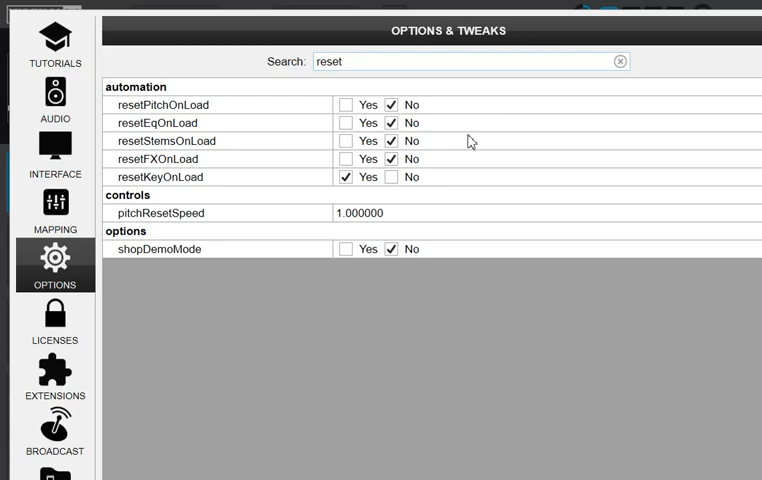 OPTIONS & TWEAKS
TUTORIALS
AUDIO
INTERFACE
MAPPING
OPTIONS
LICENSES
EXTENSIONS
BROADCAST
Search: reset
automation
resetPitchOnLoad Yes No
resetEqOnLoad Yes No
resetStemsOnLoad Yes No
resetFXOnLoad Yes No
resetKeyOnLoad Yes No
controls
pitchResetSpeed 1.000000
options
shopDemoMode Yes No